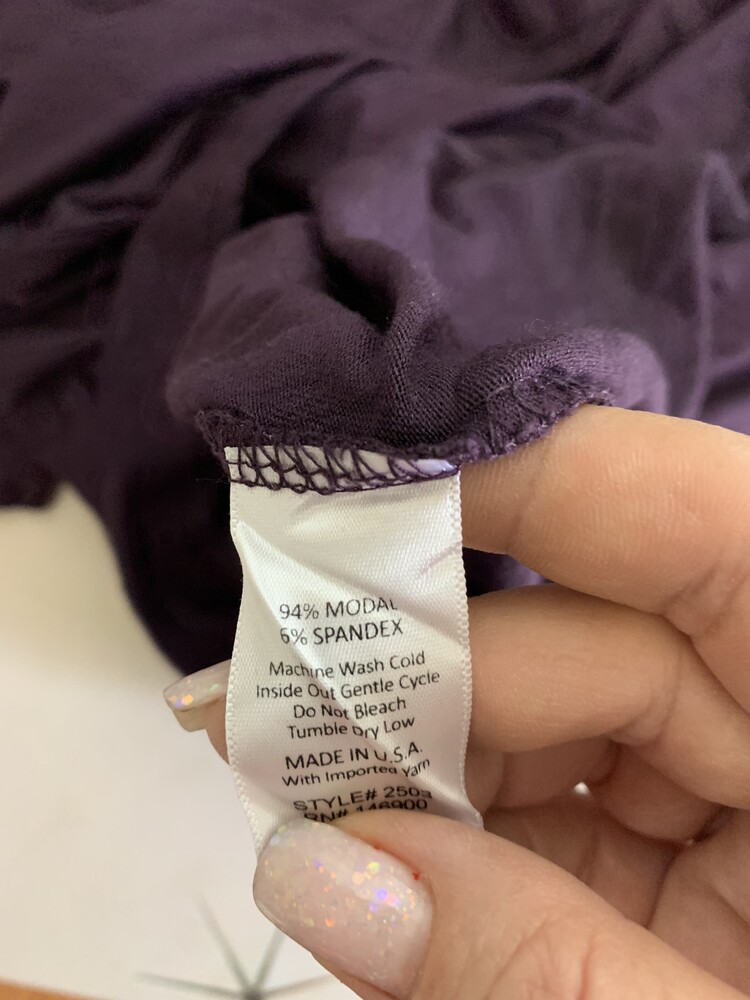 94% MODAL
6% SPANDEX
Machine Wash Cold
Inside Out Gentle Cycle
Do Not Bleach
Tumble Dry Low
MADE IN U.S.A.
With Imported Yarn
STYLE# 2503
RN# 146900